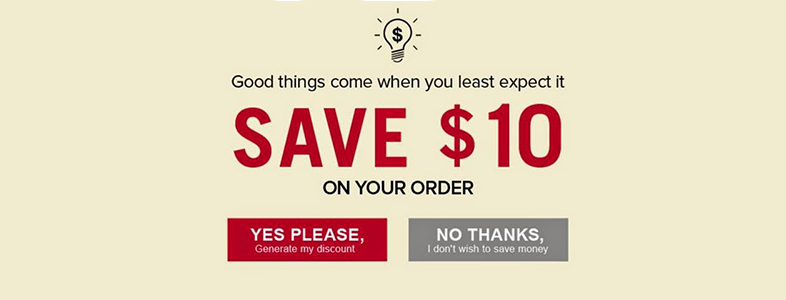 $
Good things come when you least expect it
SAVE $10
ON YOUR ORDER
YES PLEASE,
Generate my discount
NO THANKS,
I don't wish to save money